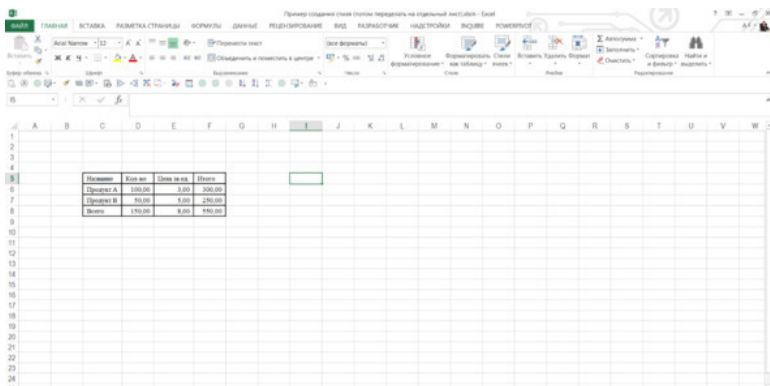 Пример создания стиля (потом переделать на отдельный лист).xlsm - Excel
ФАЙЛ ГЛАВНАЯ ВСТАВКА РАЗМЕТКА СТРАНИЦЫ ФОРМУЛЫ ДАННЫЕ РЕЦЕНЗИРОВАНИЕ ВИД РАЗРАБОТЧИК НАДСТРОЙКИ INQUIRE POWERPIVOT
Вставить Arial Narrow 12 Перенести текст (все форматы) Условное форматирование Форматировать как таблицу Стили ячеек Вставить Удалить Формат Автосумма Заполнить Очистить Сортировка и фильтр Найти и выделить
Ж К Ч Объединить и поместить в центре %
Буфер обмена Шрифт Выравнивание Число Стили Ячейки Редактирование
I5 fx
A B C D E F G H I J K L M N O P Q R S T U V W
1
2
3
4
5 Название Кол-во Цена за ед. Итого
6 Продукт А 100,00 3,00 300,00
7 Продукт В 50,00 5,00 250,00
8 Всего 150,00 8,00 550,00
9
10
11
12
13
14
15
16
17
18
19
20
21
22
23
24